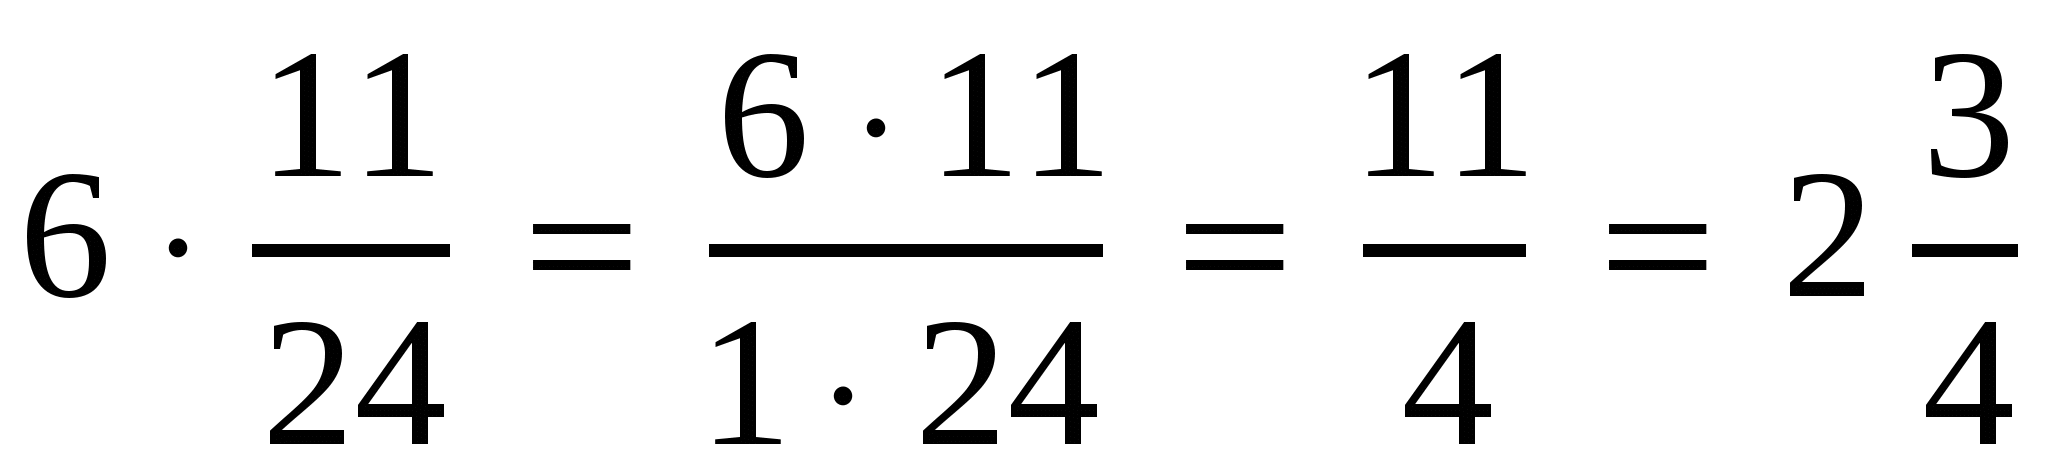 6 · 11/24 = 6 · 11/1 · 24 = 11/4 = 2 3/4